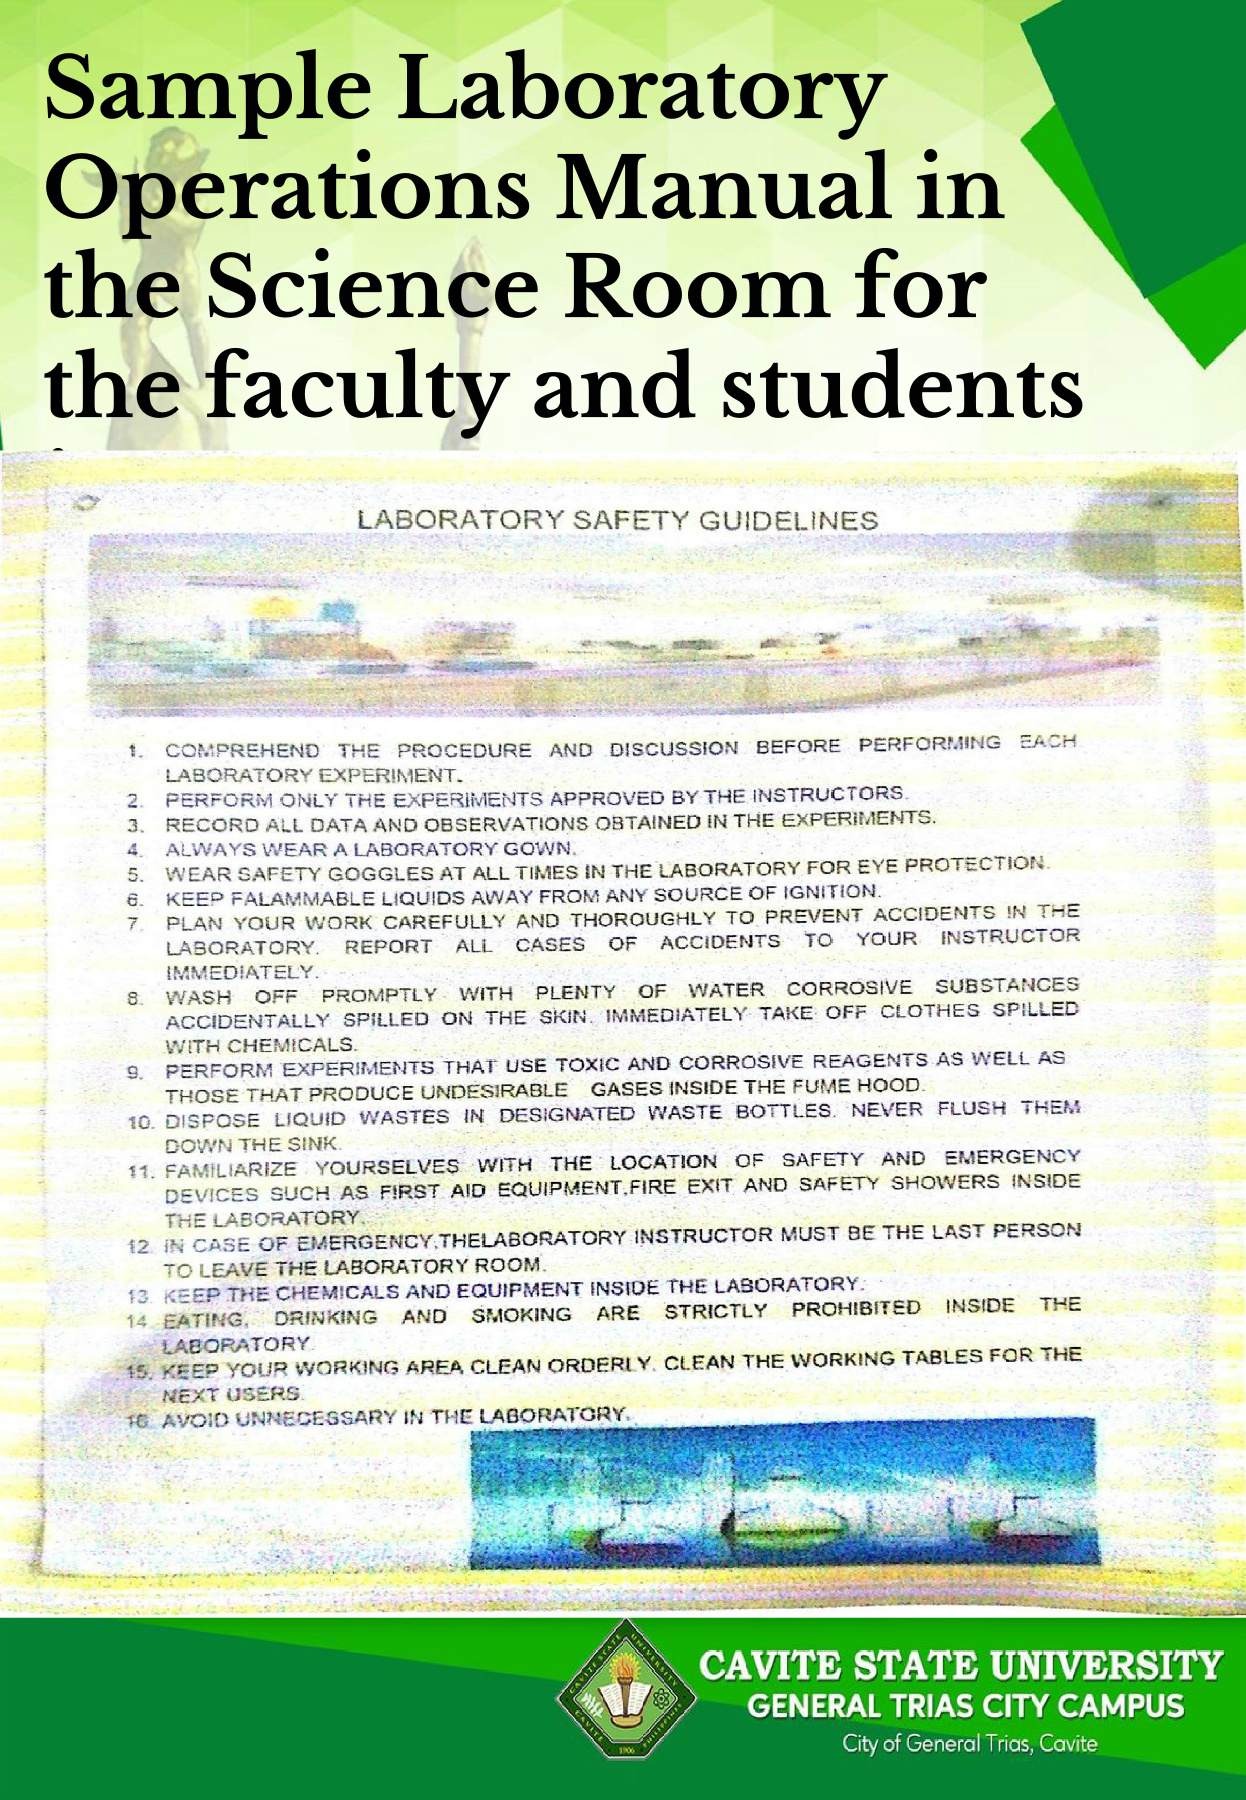 Sample Laboratory
Operations Manual in
the Science Room for
the faculty and students
LABORATORY SAFETY GUIDELINES
1. COMPREHEND THE PROCEDURE AND DISCUSSION BEFORE PERFORMING EACH
LABORATORY EXPERIMENT.
2. PERFORM ONLY THE EXPERIMENTS APPROVED BY THE INSTRUCTORS.
3. RECORD ALL DATA AND OBSERVATIONS OBTAINED IN THE EXPERIMENTS.
4. ALWAYS WEAR A LABORATORY GOWN.
5. WEAR SAFETY GOGGLES AT ALL TIMES IN THE LABORATORY FOR EYE PROTECTION.
6. KEEP FALAMMABLE LIQUIDS AWAY FROM ANY SOURCE OF IGNITION.
7. PLAN YOUR WORK CAREFULLY AND THOROUGHLY TO PREVENT ACCIDENTS IN THE
LABORATORY. REPORT ALL CASES OF ACCIDENTS TO YOUR INSTRUCTOR
IMMEDIATELY.
8. WASH OFF PROMPTLY WITH PLENTY OF WATER CORROSIVE SUBSTANCES
ACCIDENTALLY SPILLED ON THE SKIN. IMMEDIATELY TAKE OFF CLOTHES SPILLED
WITH CHEMICALS.
9. PERFORM EXPERIMENTS THAT USE TOXIC AND CORROSIVE REAGENTS AS WELL AS
THOSE THAT PRODUCE UNDESIRABLE GASES INSIDE THE FUME HOOD.
10. DISPOSE LIQUID WASTES IN DESIGNATED WASTE BOTTLES. NEVER FLUSH THEM
DOWN THE SINK.
11. FAMILIARIZE YOURSELVES WITH THE LOCATION OF SAFETY AND EMERGENCY
DEVICES SUCH AS FIRST AID EQUIPMENT,FIRE EXIT AND SAFETY SHOWERS INSIDE
THE LABORATORY.
12. IN CASE OF EMERGENCY,THELABORATORY INSTRUCTOR MUST BE THE LAST PERSON
TO LEAVE THE LABORATORY ROOM.
13. KEEP THE CHEMICALS AND EQUIPMENT INSIDE THE LABORATORY.
14. EATING, DRINKING AND SMOKING ARE STRICTLY PROHIBITED INSIDE THE
LABORATORY.
15. KEEP YOUR WORKING AREA CLEAN ORDERLY. CLEAN THE WORKING TABLES FOR THE
NEXT USERS.
16. AVOID UNNECESSARY IN THE LABORATORY.
CAVITE STATE UNIVERSITY
CAVITE PHILIPPINES
1906
CAVITE STATE UNIVERSITY
GENERAL TRIAS CITY CAMPUS
City of General Trias, Cavite